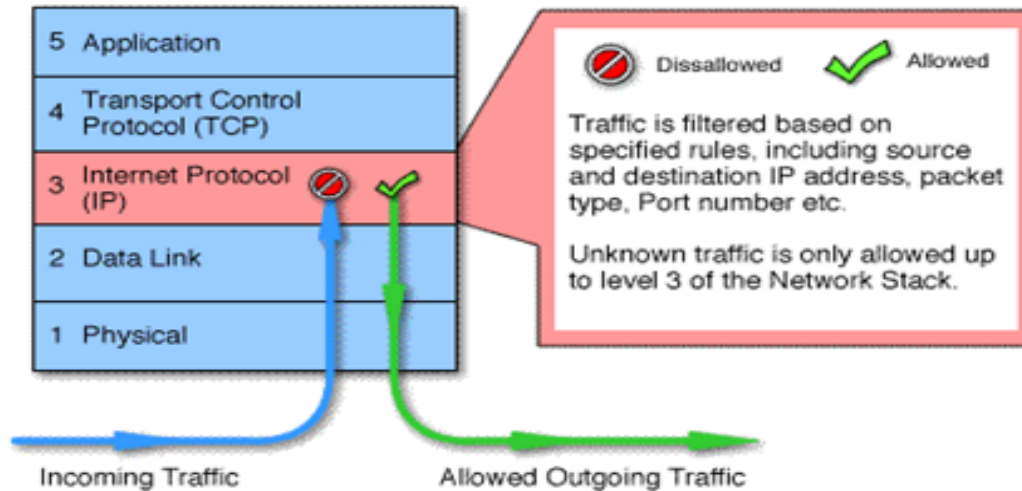 5 Application
4 Transport Control
Protocol (TCP)
3 Internet Protocol
(IP)
2 Data Link
1 Physical
Incoming Traffic
Allowed Outgoing Traffic
Dissallowed
Allowed
Traffic is filtered based on
specified rules, including source
and destination IP address, packet
type, Port number etc.
Unknown traffic is only allowed up
to level 3 of the Network Stack.